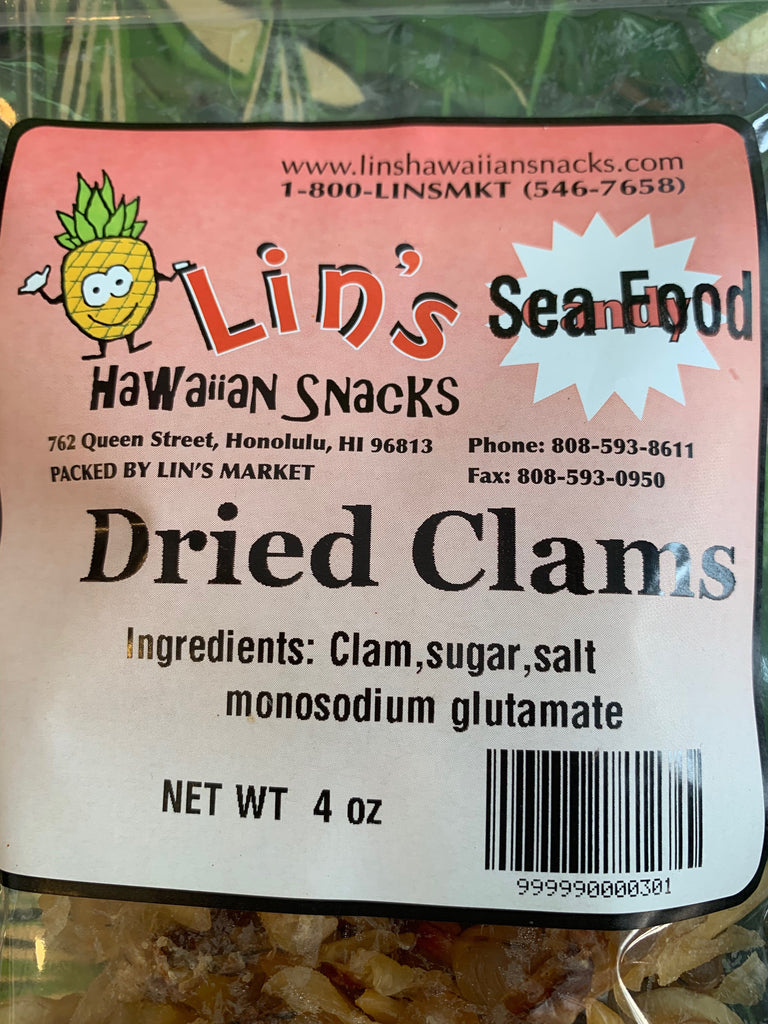 www.linshawaiiansnacks.com
1-800-LINSMKT (546-7658)
Lin's
Candy
Sea Food
Hawaiian Snacks
762 Queen Street, Honolulu, HI 96813
Phone: 808-593-8611
PACKED BY LIN'S MARKET
Fax: 808-593-0950
Dried Clams
Ingredients: Clam,sugar,salt
monosodium glutamate
NET WT 4 oz
999990000301